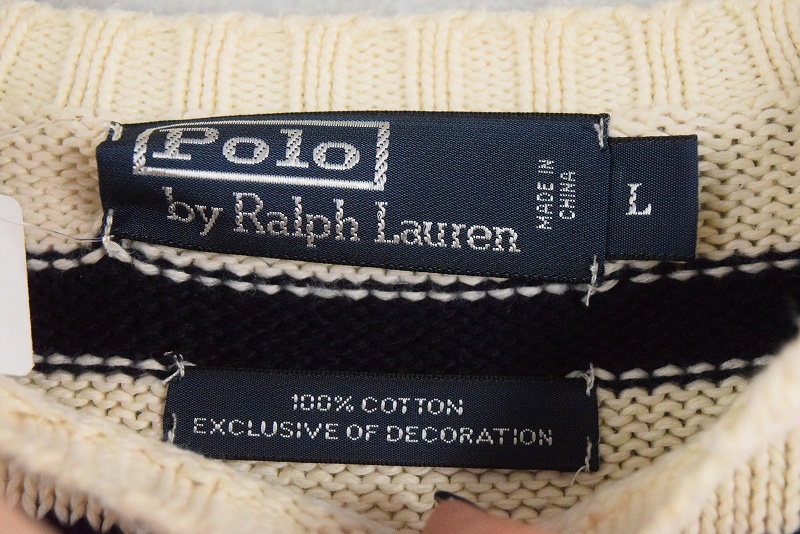 Polo
by Ralph Lauren
MADE IN
CHINA
L
100% COTTON
EXCLUSIVE OF DECORATION